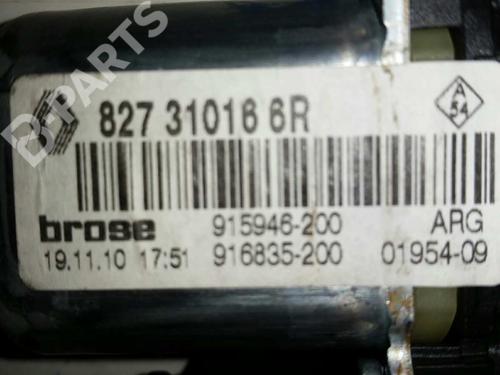 827 31016 6R
A
54
brose 915946-200 ARG
19.11.10 17:51 916835-200 01954-09
D-PARTS